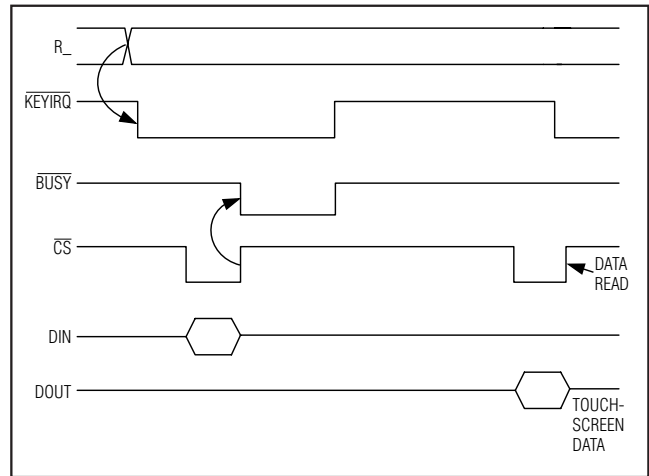 R_
KEYIRQ
BUSY
CS
DATA
READ
DIN
DOUT
TOUCH-
SCREEN
DATA